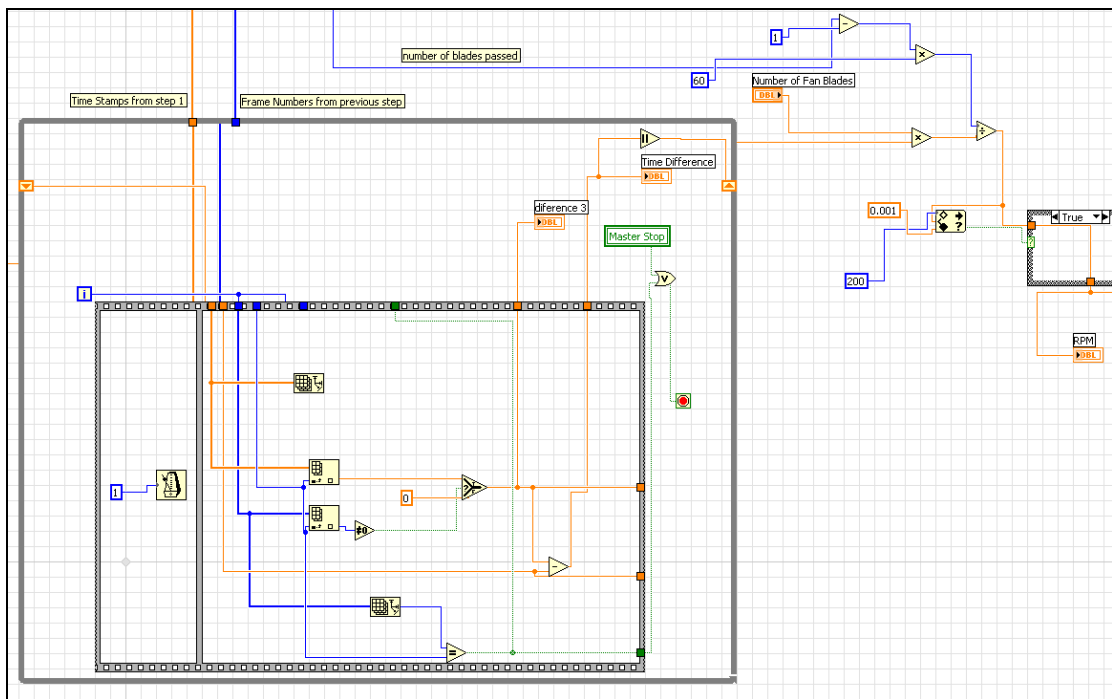 number of blades passed
1
60
Number of Fan Blades
DBL
Time Stamps from step 1
Frame Numbers from previous step
Time Difference
DBL
diference 3
DBL
0.001
True
Master Stop
200
i
RPM
DBL
1
0
≠0